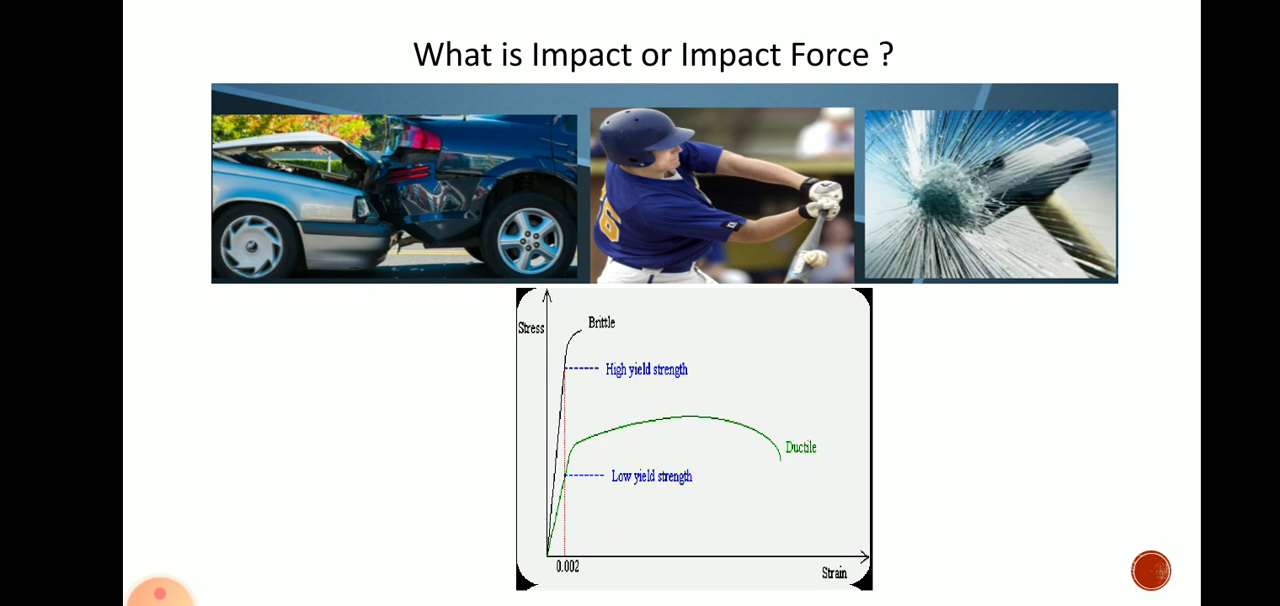 What is Impact or Impact Force ?
Stress
Brittle
High yield strength
Ductile
Low yield strength
0.002
Strain